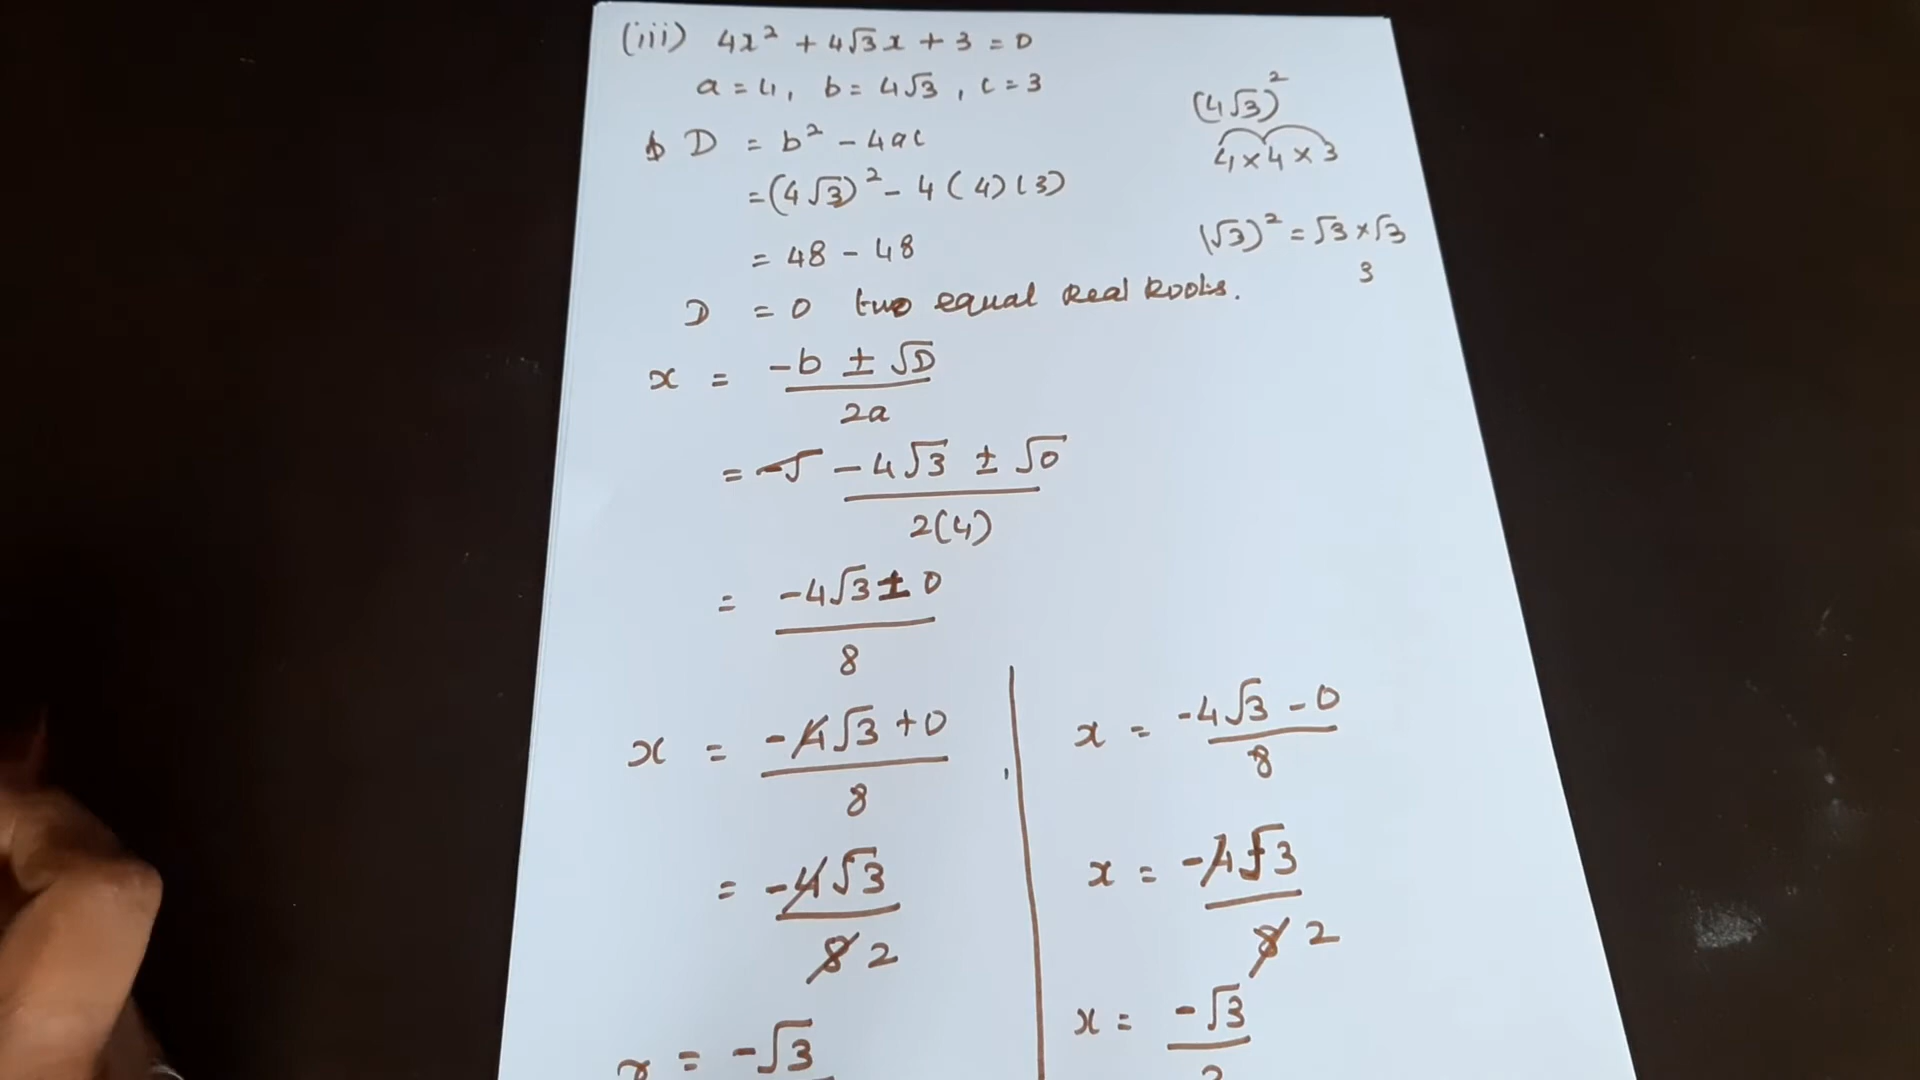 (iii) 4x² + 4√3x + 3 = 0
a = 4, b = 4√3, c = 3
D = b² - 4ac
= (4√3)² - 4(4)(3)
= 48 - 48
D = 0 two equal Real Roots.
(4√3)²
4 × 4 × 3
(√3)² = √3 × √3
3
x = (-b ± √D)/2a
= (-4√3 ± √0)/2(4)
= (-4√3 ± 0)/8
x = (-4√3 + 0)/8
= -4√3/8 2
x = -√3
x = (-4√3 - 0)/8
x = -4√3/8 2
x = -√3/2